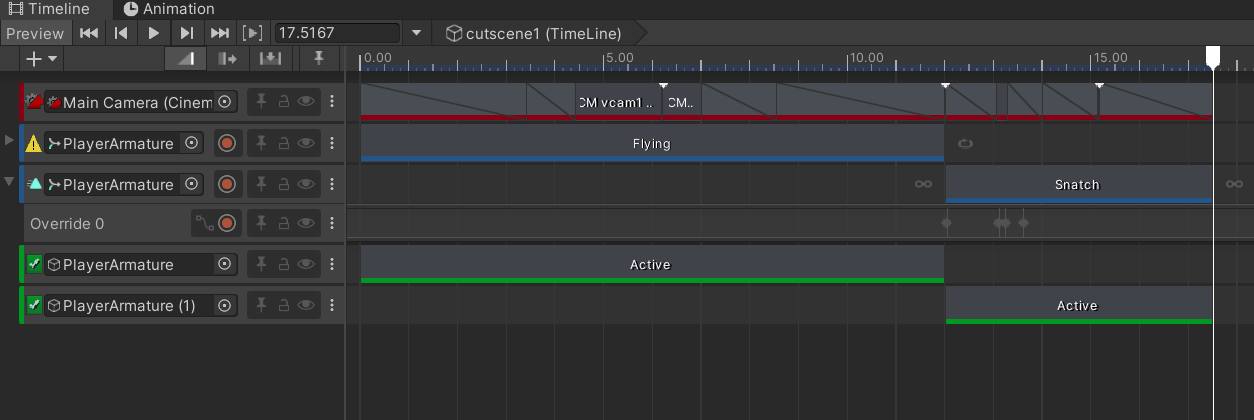 Timeline Animation
Preview 17.5167 cutscene1 (TimeLine)
0.00 5.00 10.00 15.00
Main Camera (Cinem CM vcam1 .. CM..
PlayerArmature Flying
PlayerArmature Snatch
Override 0
PlayerArmature Active
PlayerArmature (1) Active